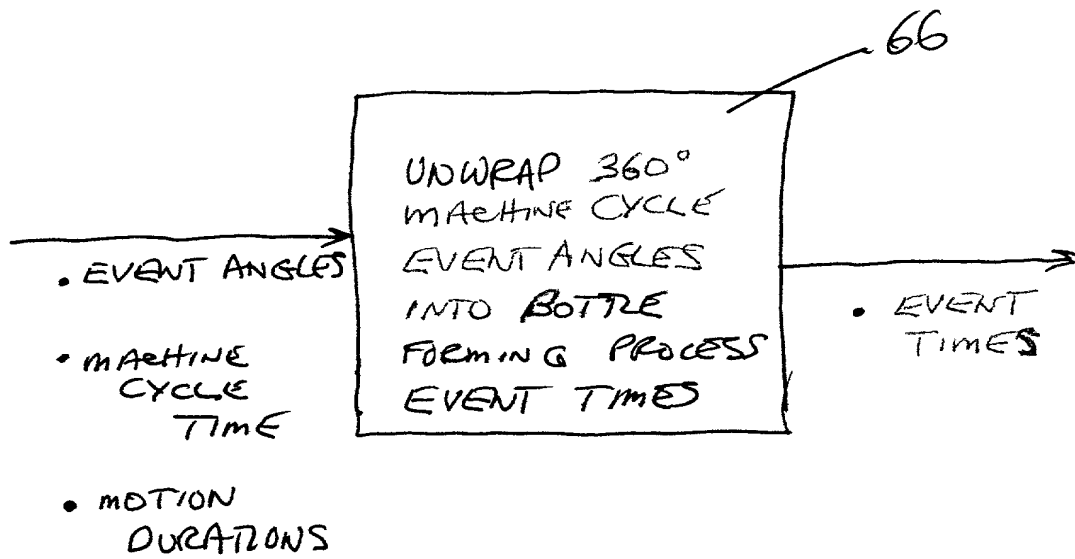 66
UNWRAP 360°
MACHINE CYCLE
EVENT ANGLES
INTO BOTTLE
FORMING PROCESS
EVENT TIMES
• EVENT ANGLES
• MACHINE
CYCLE
TIME
• MOTION
DURATIONS
• EVENT
TIMES